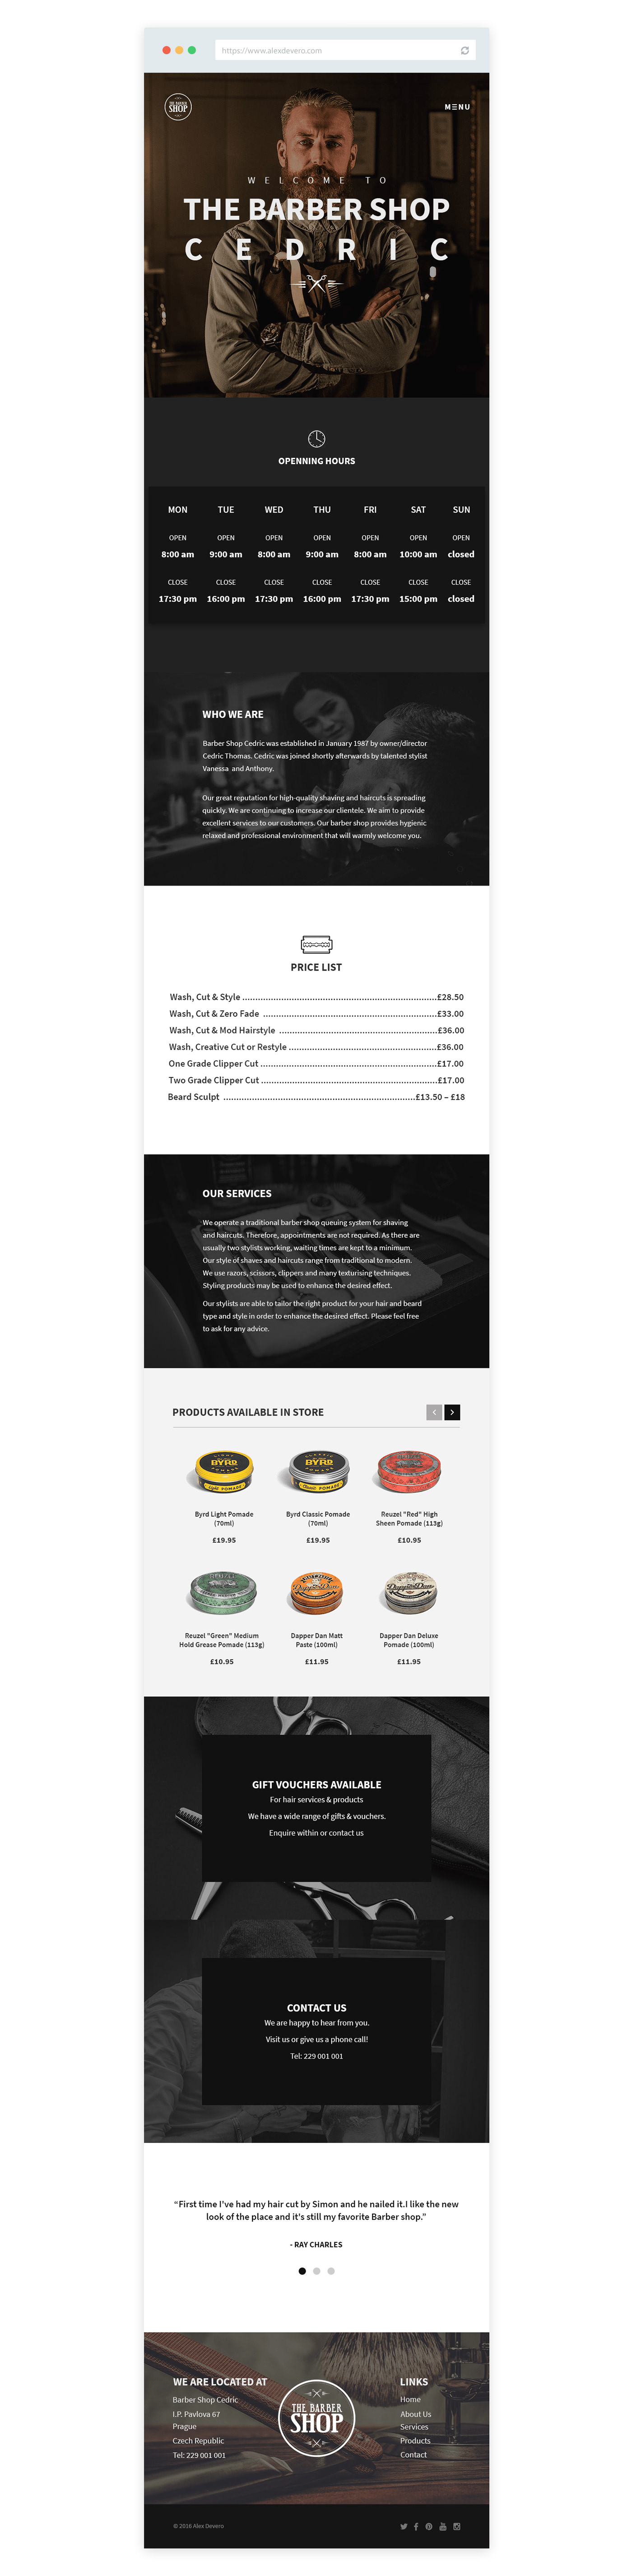 https://www.alexdevero.com
THE BARBER
SHOP
MENU
WELCOME TO
THE BARBER SHOP
CEDRIC
OPENNING HOURS
MON TUE WED THU FRI SAT SUN
OPEN OPEN OPEN OPEN OPEN OPEN OPEN
8:00 am 9:00 am 8:00 am 9:00 am 8:00 am 10:00 am closed
CLOSE CLOSE CLOSE CLOSE CLOSE CLOSE CLOSE
17:30 pm 16:00 pm 17:30 pm 16:00 pm 17:30 pm 15:00 pm closed
WHO WE ARE
Barber Shop Cedric was established in January 1987 by owner/director
Cedric Thomas. Cedric was joined shortly afterwards by talented stylist
Vanessa and Anthony.
Our great reputation for high-quality shaving and haircuts is spreading
quickly. We are continuing to increase our clientele. We aim to provide
excellent services to our customers. Our barber shop provides hygienic
relaxed and professional environment that will warmly welcome you.
PRICE LIST
Wash, Cut & Style ........................................................................£28.50
Wash, Cut & Zero Fade ................................................................£33.00
Wash, Cut & Mod Hairstyle ..........................................................£36.00
Wash, Creative Cut or Restyle ......................................................£36.00
One Grade Clipper Cut .................................................................£17.00
Two Grade Clipper Cut .................................................................£17.00
Beard Sculpt ......................................................................£13.50 – £18
OUR SERVICES
We operate a traditional barber shop queuing system for shaving
and haircuts. Therefore, appointments are not required. As there are
usually two stylists working, waiting times are kept to a minimum.
Our style of shaves and haircuts range from traditional to modern.
We use razors, scissors, clippers and many texturising techniques.
Styling products may be used to enhance the desired effect.
Our stylists are able to tailor the right product for your hair and beard
type and style in order to enhance the desired effect. Please feel free
to ask for any advice.
PRODUCTS AVAILABLE IN STORE
Byrd Light Pomade
(70ml)
£19.95
Byrd Classic Pomade
(70ml)
£19.95
Reuzel "Red" High
Sheen Pomade (113g)
£10.95
Reuzel "Green" Medium
Hold Grease Pomade (113g)
£10.95
Dapper Dan Matt
Paste (100ml)
£11.95
Dapper Dan Deluxe
Pomade (100ml)
£11.95
GIFT VOUCHERS AVAILABLE
For hair services & products
We have a wide range of gifts & vouchers.
Enquire within or contact us
CONTACT US
We are happy to hear from you.
Visit us or give us a phone call!
Tel: 229 001 001
“First time I've had my hair cut by Simon and he nailed it.I like the new
look of the place and it's still my favorite Barber shop.”
- RAY CHARLES
WE ARE LOCATED AT
Barber Shop Cedric
I.P. Pavlova 67
Prague
Czech Republic
Tel: 229 001 001
THE BARBER
SHOP
LINKS
Home
About Us
Services
Products
Contact
© 2016 Alex Devero